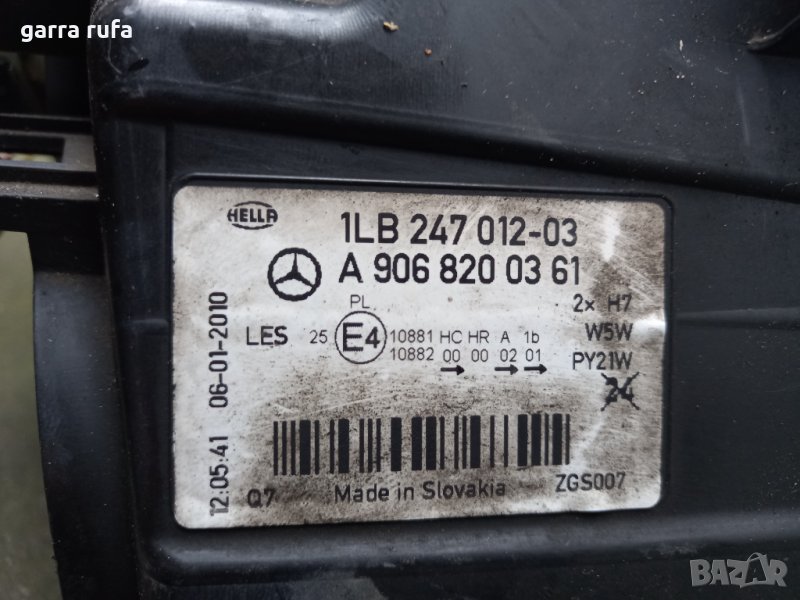 garra rufa
HELLA
1LB 247 012-03
A 906 820 03 61
PL
2x H7
LES 25 E4 10881 HC HR A 1b W5W
10882 00 00 02 01 PY21W
24
12:05:41 06-01-2010
Q7 Made in Slovakia ZGS007
BAZAR